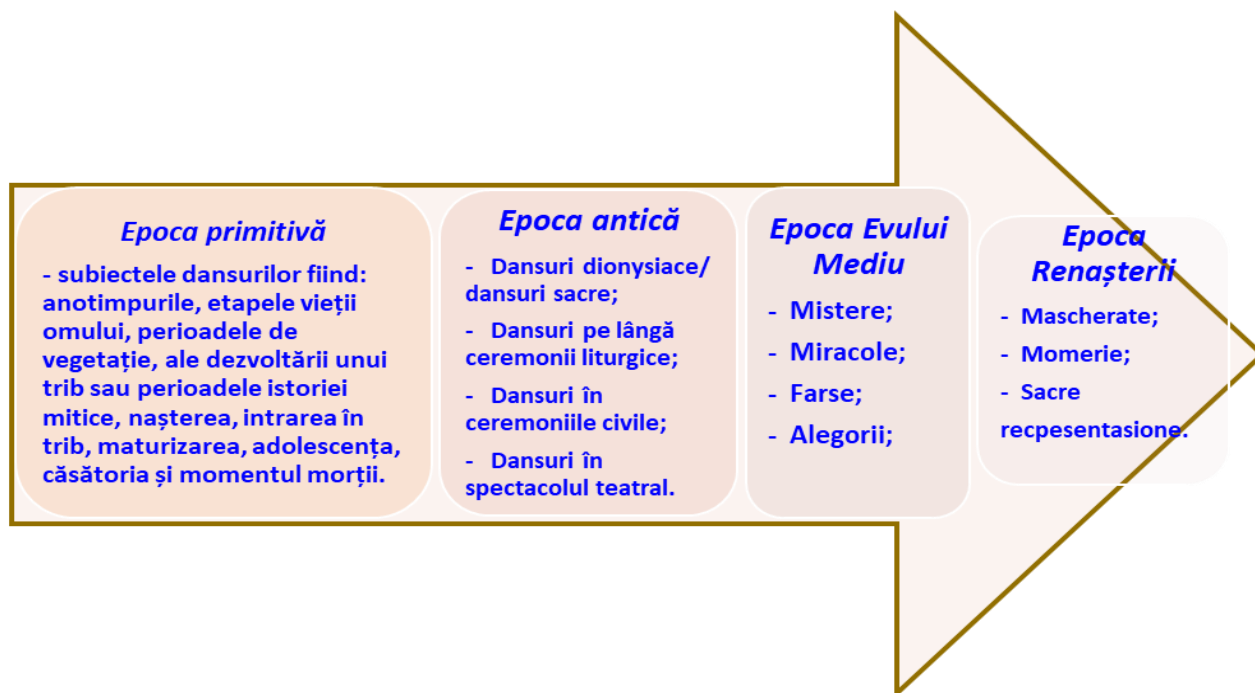 Epoca primitivă
- subiectele dansurilor fiind:
anotimpurile, etapele vieții
omului, perioadele de
vegetație, ale dezvoltării unui
trib sau perioadele istoriei
mitice, nașterea, intrarea în
trib, maturizarea, adolescența,
căsătoria și momentul morții.
Epoca antică
- Dansuri dionysiace/
dansuri sacre;
- Dansuri pe lângă
ceremonii liturgice;
- Dansuri în
ceremoniile civile;
- Dansuri în
spectacolul teatral.
Epoca Evului
Mediu
- Mistere;
- Miracole;
- Farse;
- Alegorii;
Epoca
Renașterii
- Mascherate;
- Momerie;
- Sacre
recpesentasione.